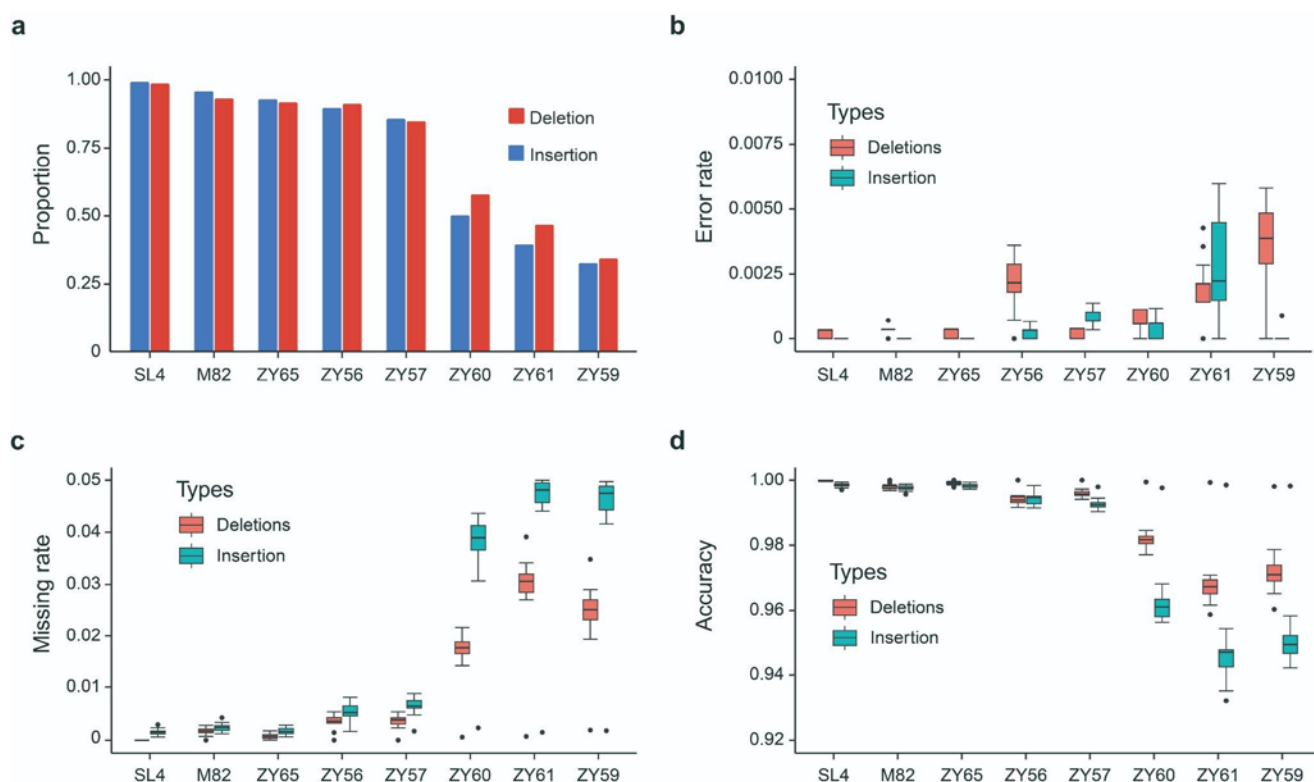 a
1.00
0.75
0.50
0.25
0
Proportion
Deletion
Insertion
SL4 M82 ZY65 ZY56 ZY57 ZY60 ZY61 ZY59
b
0.0100
0.0075
0.0050
0.0025
0
Error rate
Types
Deletions
Insertion
SL4 M82 ZY65 ZY56 ZY57 ZY60 ZY61 ZY59
c
0.05
0.04
0.03
0.02
0.01
0
Missing rate
Types
Deletions
Insertion
SL4 M82 ZY65 ZY56 ZY57 ZY60 ZY61 ZY59
d
1.00
0.98
0.96
0.94
0.92
Accuracy
Types
Deletions
Insertion
SL4 M82 ZY65 ZY56 ZY57 ZY60 ZY61 ZY59